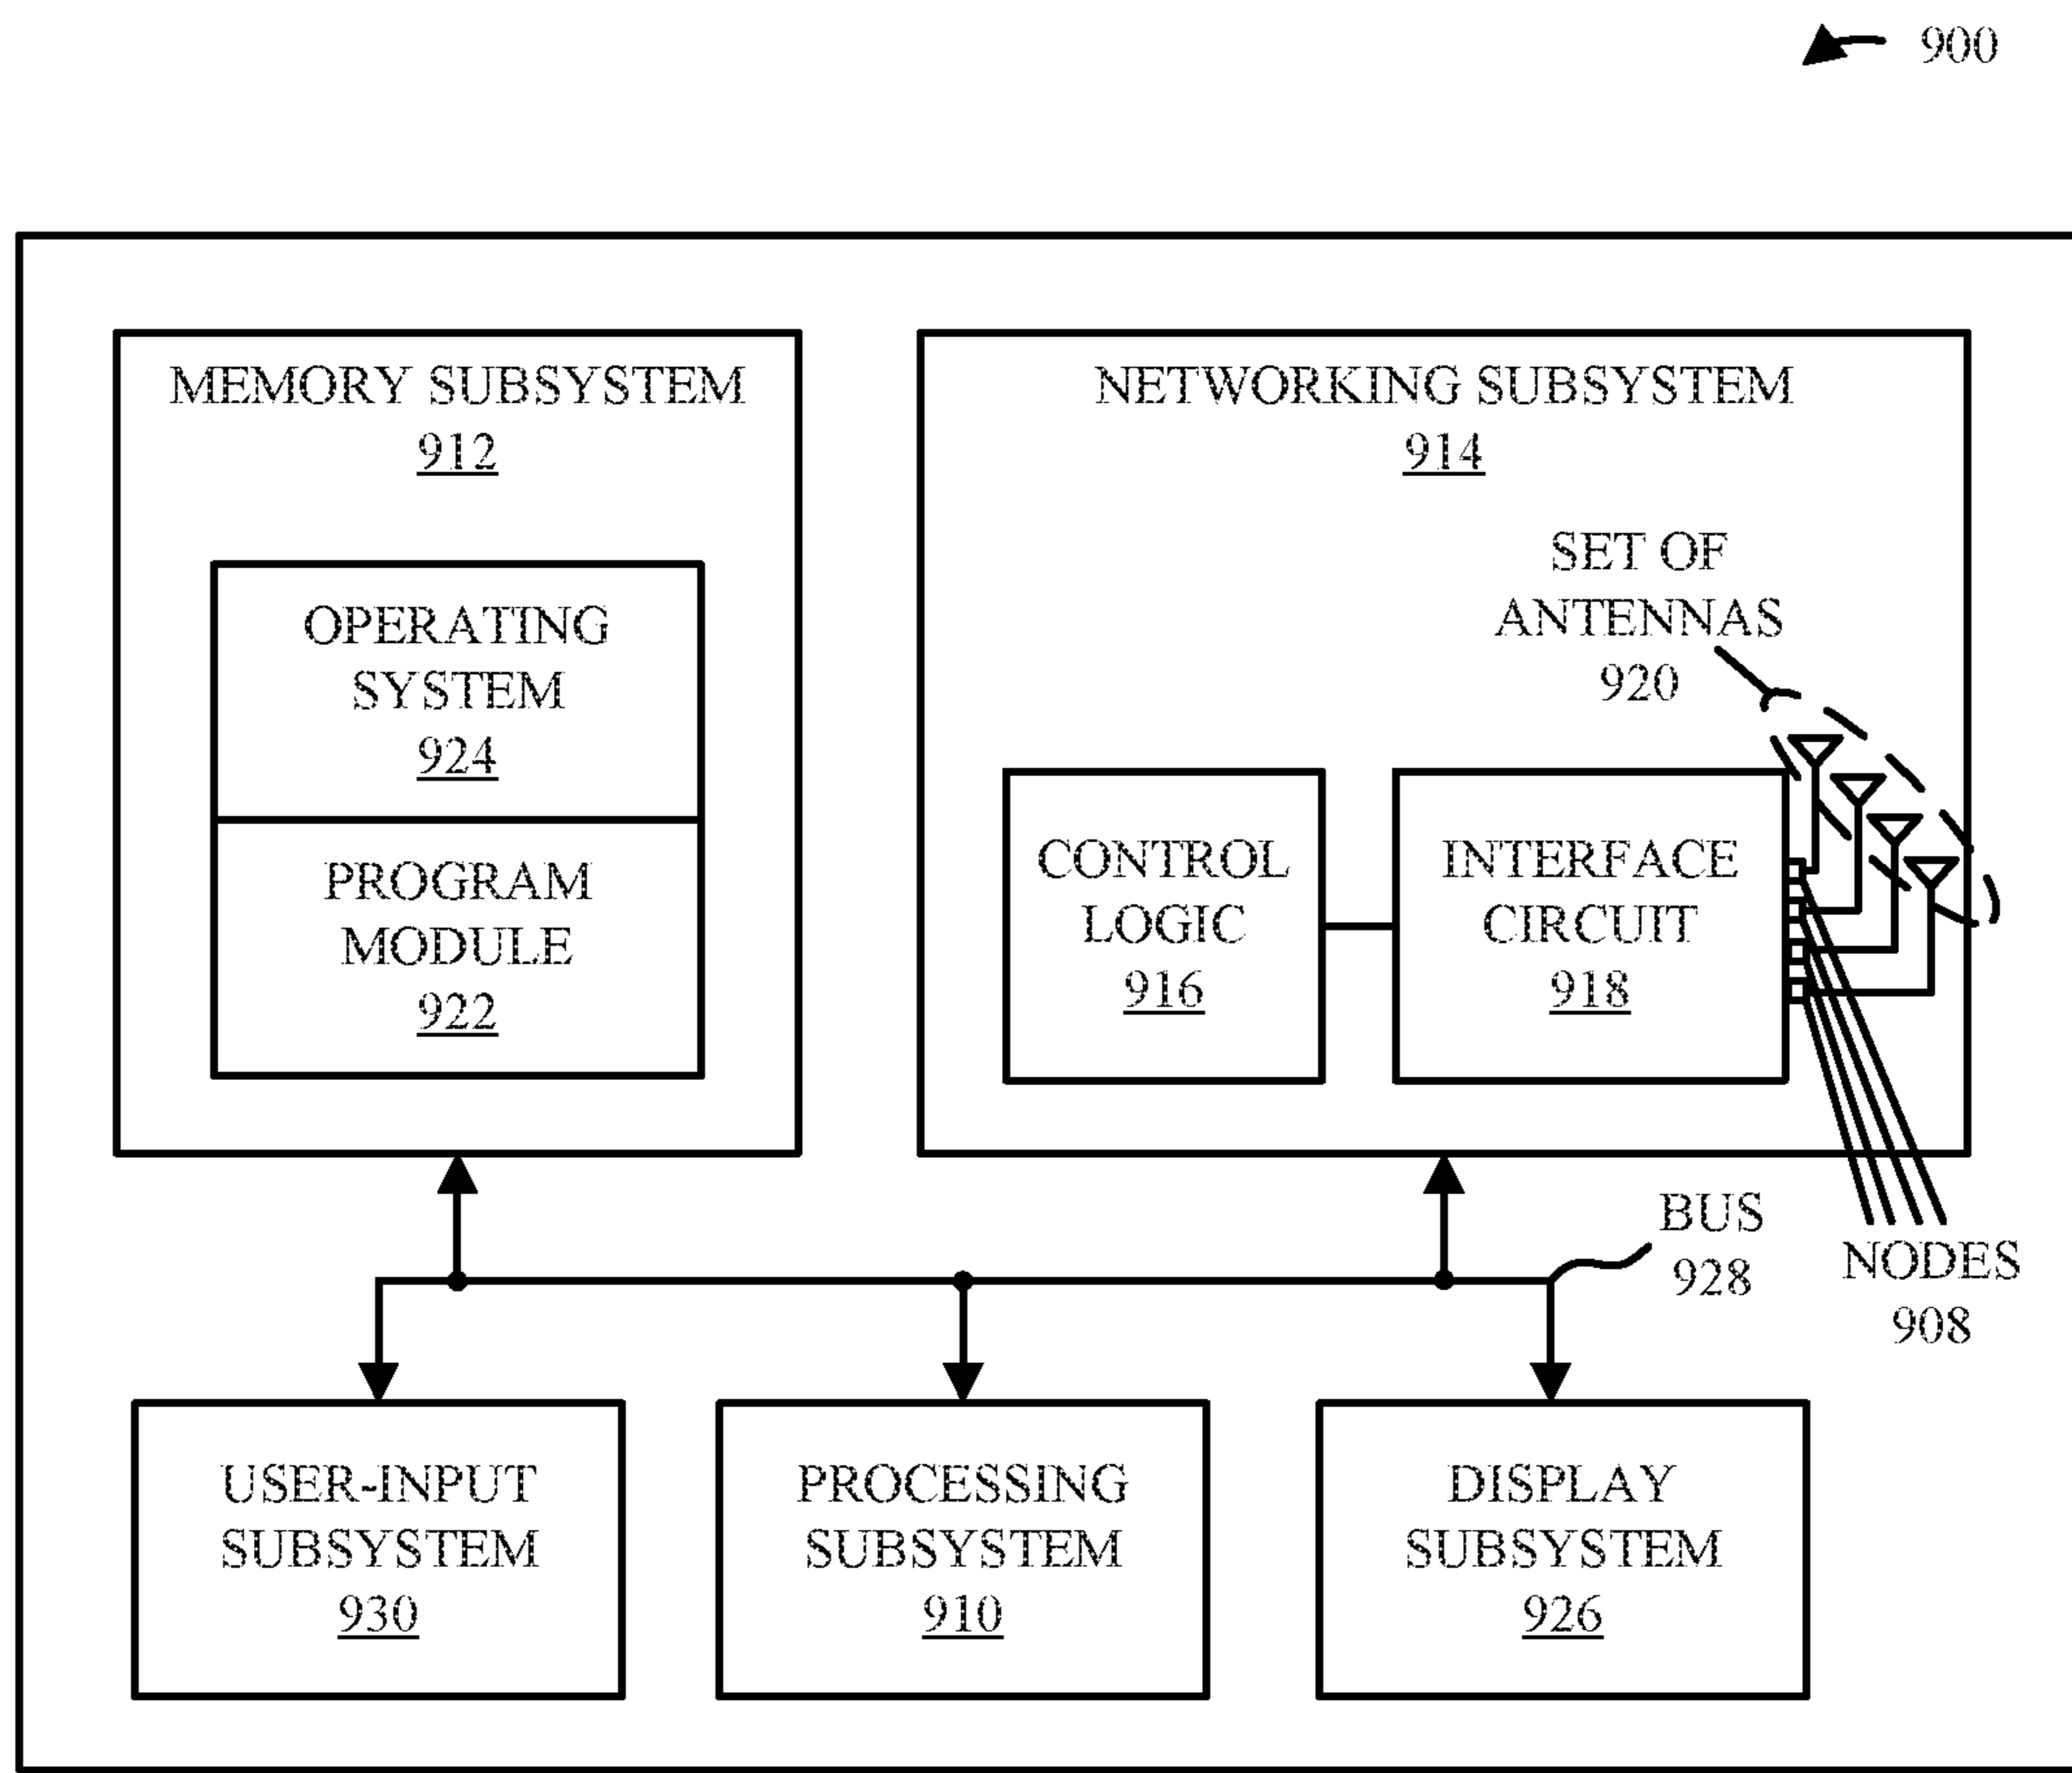 900
MEMORY SUBSYSTEM
912
OPERATING
SYSTEM
924
PROGRAM
MODULE
922
NETWORKING SUBSYSTEM
914
SET OF
ANTENNAS
920
CONTROL
LOGIC
916
INTERFACE
CIRCUIT
918
BUS
928
NODES
908
USER-INPUT
SUBSYSTEM
930
PROCESSING
SUBSYSTEM
910
DISPLAY
SUBSYSTEM
926